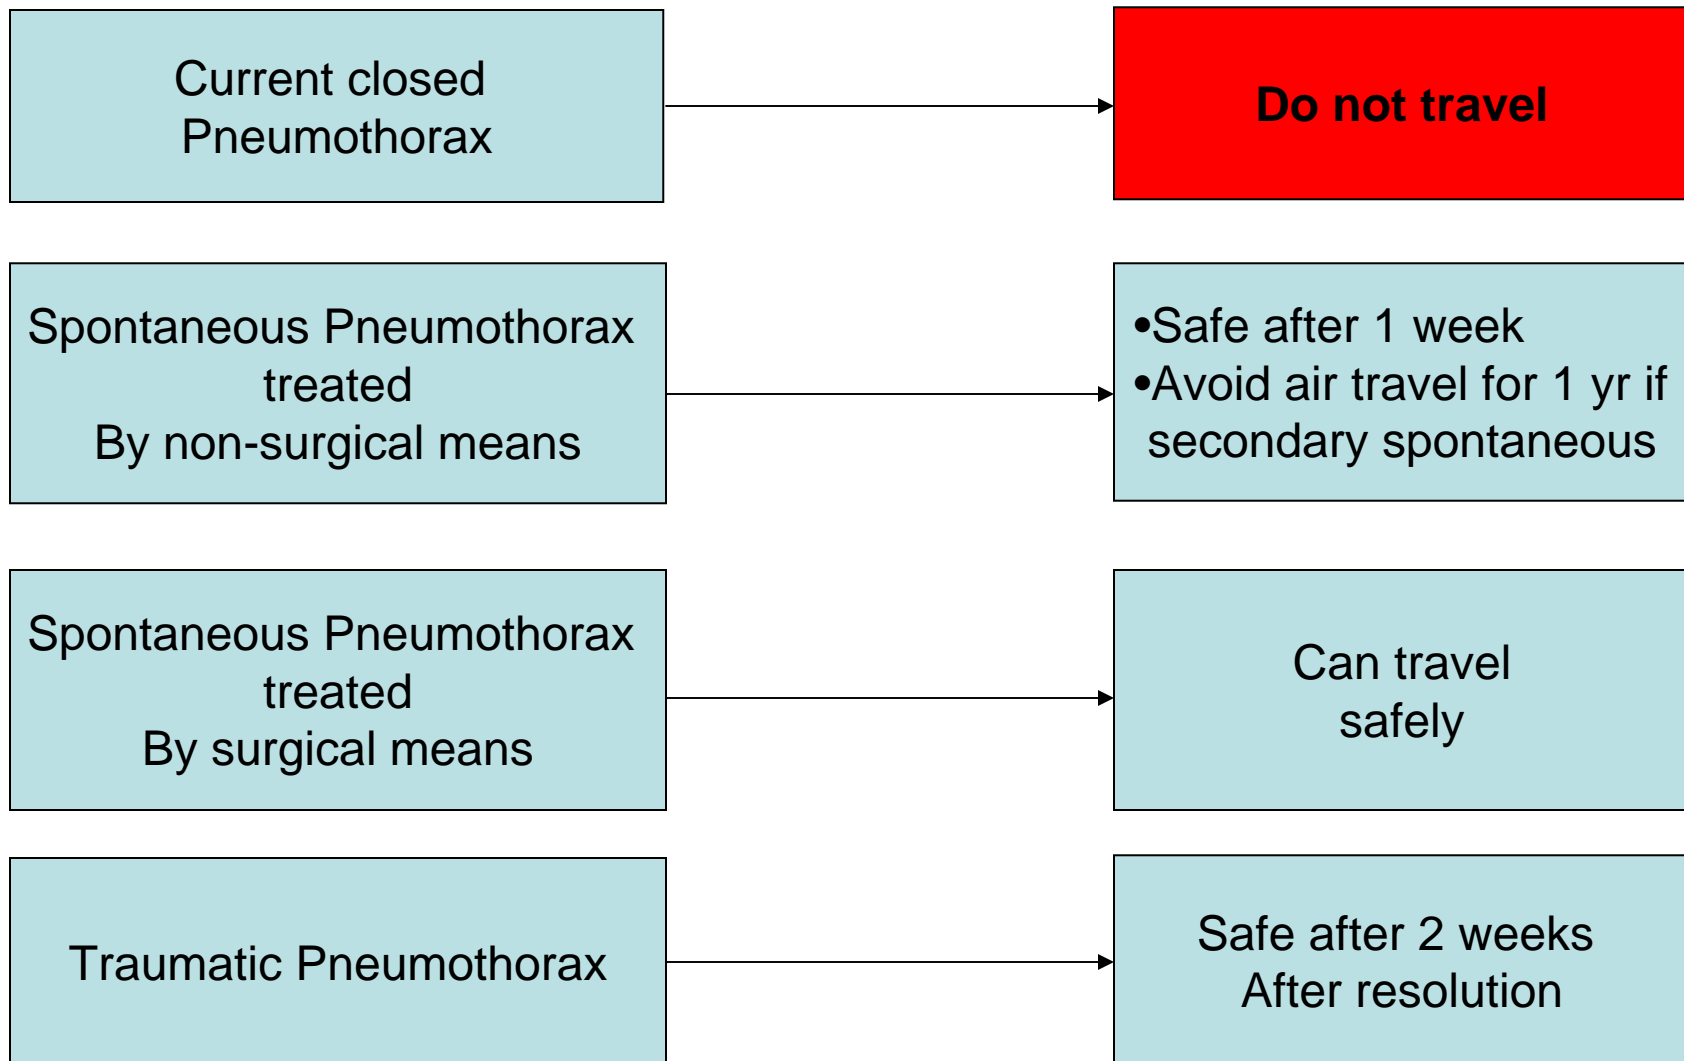 Current closed
Pneumothorax
Do not travel
Spontaneous Pneumothorax
treated
By non-surgical means
•Safe after 1 week
•Avoid air travel for 1 yr if
secondary spontaneous
Spontaneous Pneumothorax
treated
By surgical means
Can travel
safely
Traumatic Pneumothorax
Safe after 2 weeks
After resolution